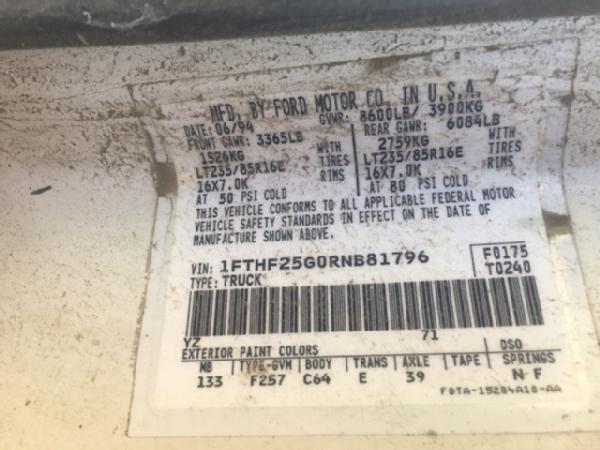 MFD. BY FORD MOTOR CO. IN U.S.A.
DATE: 06/94 GVWR: 8600LB/ 3900KG
FRONT GAWR: 3365LB REAR GAWR: 6084LB
1526KG WITH 2759KG WITH
LT235/85R16E TIRES LT235/85R16E TIRES
16X7.0K RIMS 16X7.0K RIMS
AT 50 PSI COLD AT 80 PSI COLD
THIS VEHICLE CONFORMS TO ALL APPLICABLE FEDERAL MOTOR
VEHICLE SAFETY STANDARDS IN EFFECT ON THE DATE OF
MANUFACTURE SHOWN ABOVE.
VIN: 1FTHF25G0RNB81796 F0175
TYPE: TRUCK T0240
YZ 71
EXTERIOR PAINT COLORS DSO
WB TYPE-GVM BODY TRANS AXLE TAPE SPRINGS
133 F257 C64 E 39 N F
F0TA-15204A10-AA